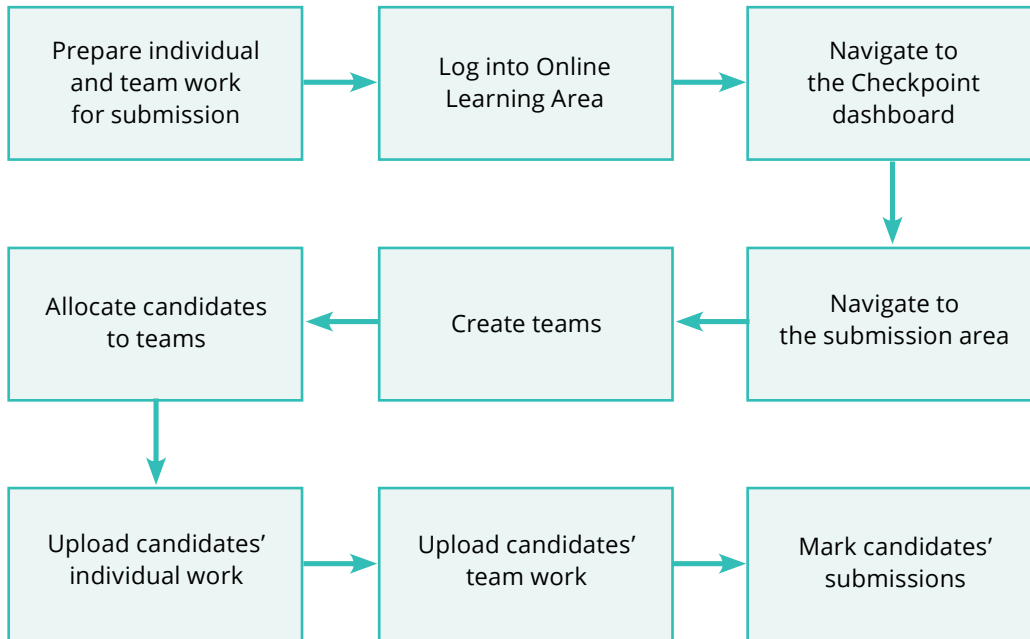 Prepare individual
and team work
for submission
Log into Online
Learning Area
Navigate to
the Checkpoint
dashboard
Navigate to
the submission area
Create teams
Allocate candidates
to teams
Upload candidates’
individual work
Upload candidates’
team work
Mark candidates’
submissions